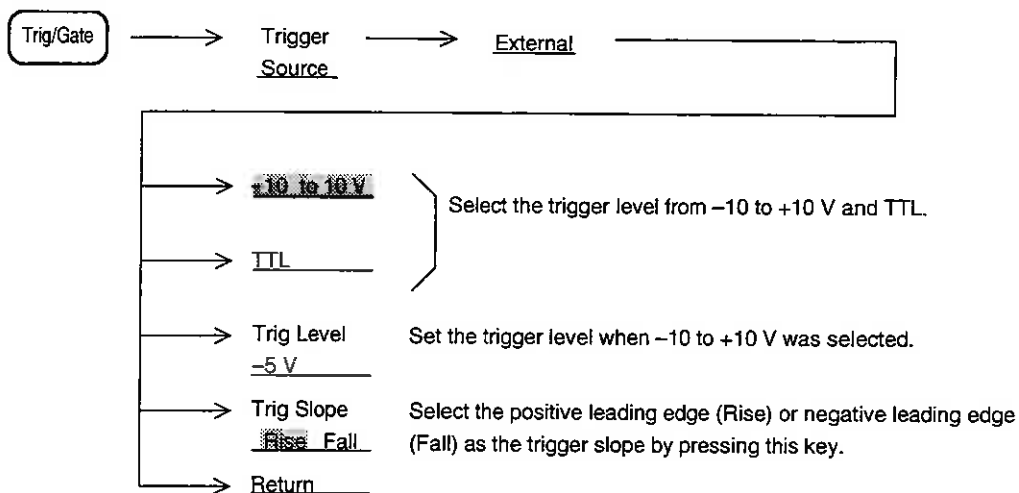 Trig/Gate
Trigger
Source
External
-10 to 10 V
Select the trigger level from –10 to +10 V and TTL.
TTL
Trig Level
–5 V
Set the trigger level when –10 to +10 V was selected.
Trig Slope
Rise Fall
Select the positive leading edge (Rise) or negative leading edge
(Fall) as the trigger slope by pressing this key.
Return